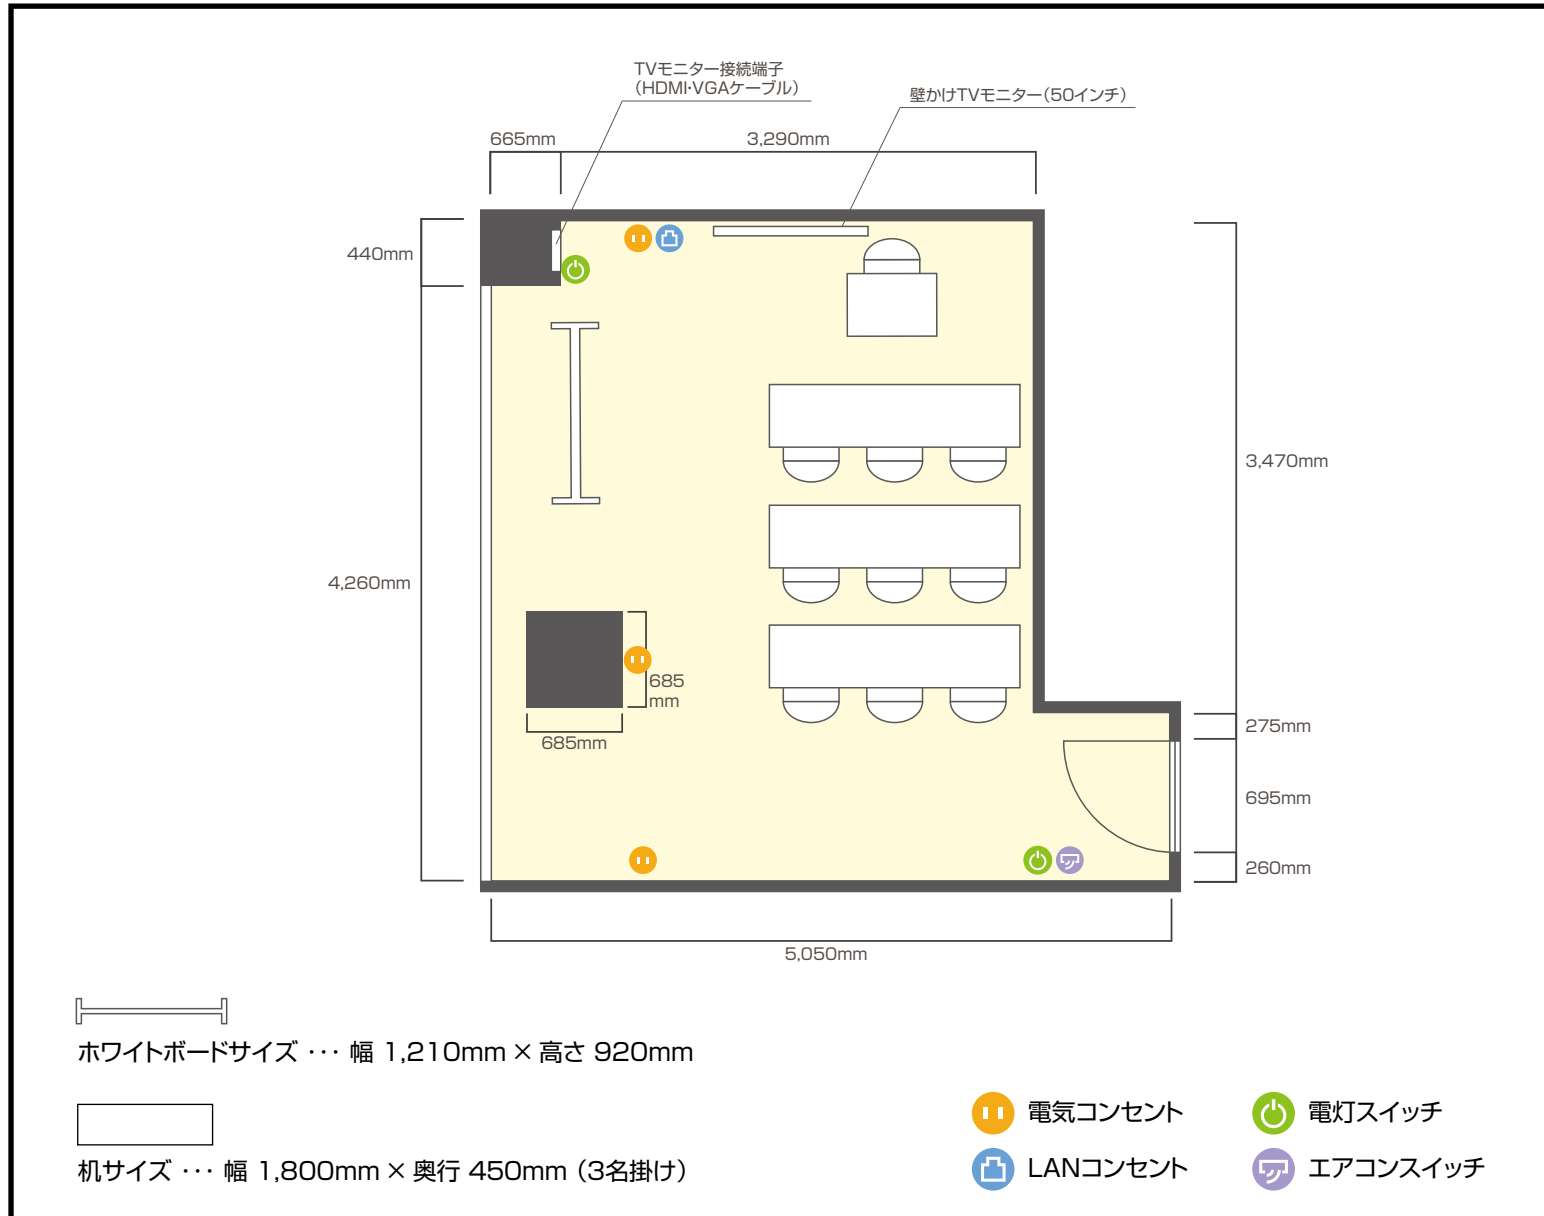 TVモニター接続端子
（HDMI・VGAケーブル）
壁かけTVモニター（50インチ）
665mm
3,290mm
440mm
3,470mm
4,260mm
685
mm
685mm
275mm
695mm
260mm
5,050mm
ホワイトボードサイズ ・・・ 幅 1,210mm × 高さ 920mm
机サイズ ・・・ 幅 1,800mm × 奥行 450mm（3名掛け）
電気コンセント
電灯スイッチ
LANコンセント
エアコンスイッチ